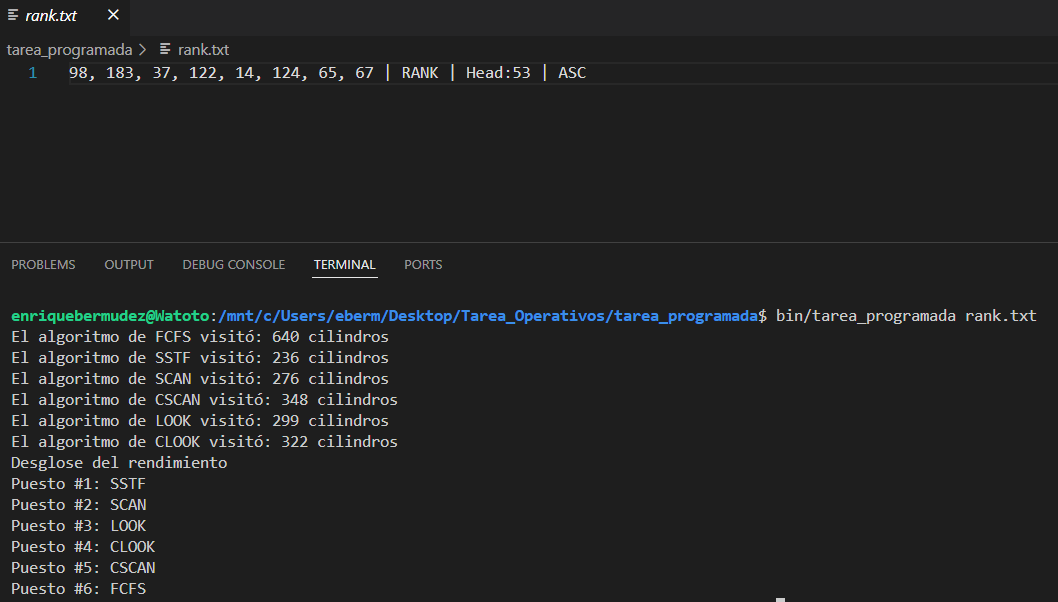 rank.txt
tarea_programada > rank.txt
1 98, 183, 37, 122, 14, 124, 65, 67 | RANK | Head:53 | ASC
PROBLEMS OUTPUT DEBUG CONSOLE TERMINAL PORTS
enriquebermudez@Watoto:/mnt/c/Users/eberm/Desktop/Tarea_Operativos/tarea_programada$ bin/tarea_programada rank.txt
El algoritmo de FCFS visitó: 640 cilindros
El algoritmo de SSTF visitó: 236 cilindros
El algoritmo de SCAN visitó: 276 cilindros
El algoritmo de CSCAN visitó: 348 cilindros
El algoritmo de LOOK visitó: 299 cilindros
El algoritmo de CLOOK visitó: 322 cilindros
Desglose del rendimiento
Puesto #1: SSTF
Puesto #2: SCAN
Puesto #3: LOOK
Puesto #4: CLOOK
Puesto #5: CSCAN
Puesto #6: FCFS